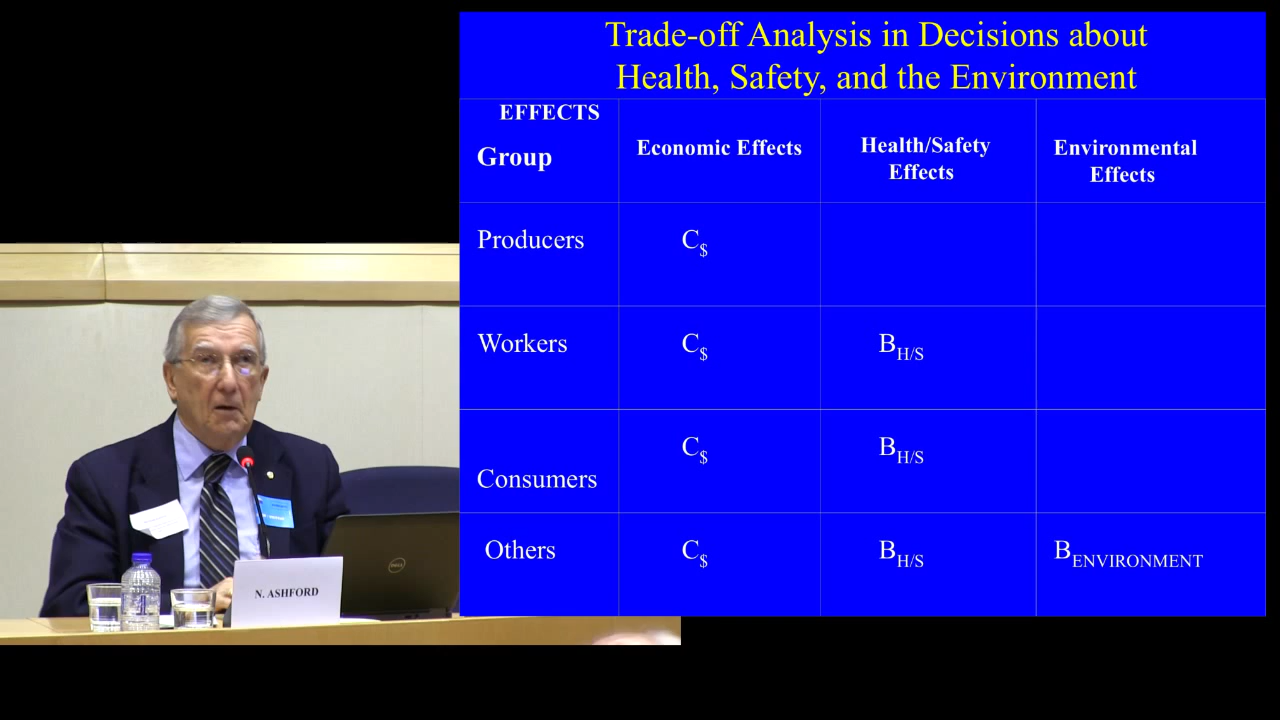 Trade-off Analysis in Decisions about
Health, Safety, and the Environment
EFFECTS
Group
Economic Effects
Health/Safety
Effects
Environmental
Effects
Producers
C$
Workers
C$
BH/S
Consumers
C$
BH/S
Others
C$
BH/S
BENVIRONMENT
N. ASHFORD
DELL